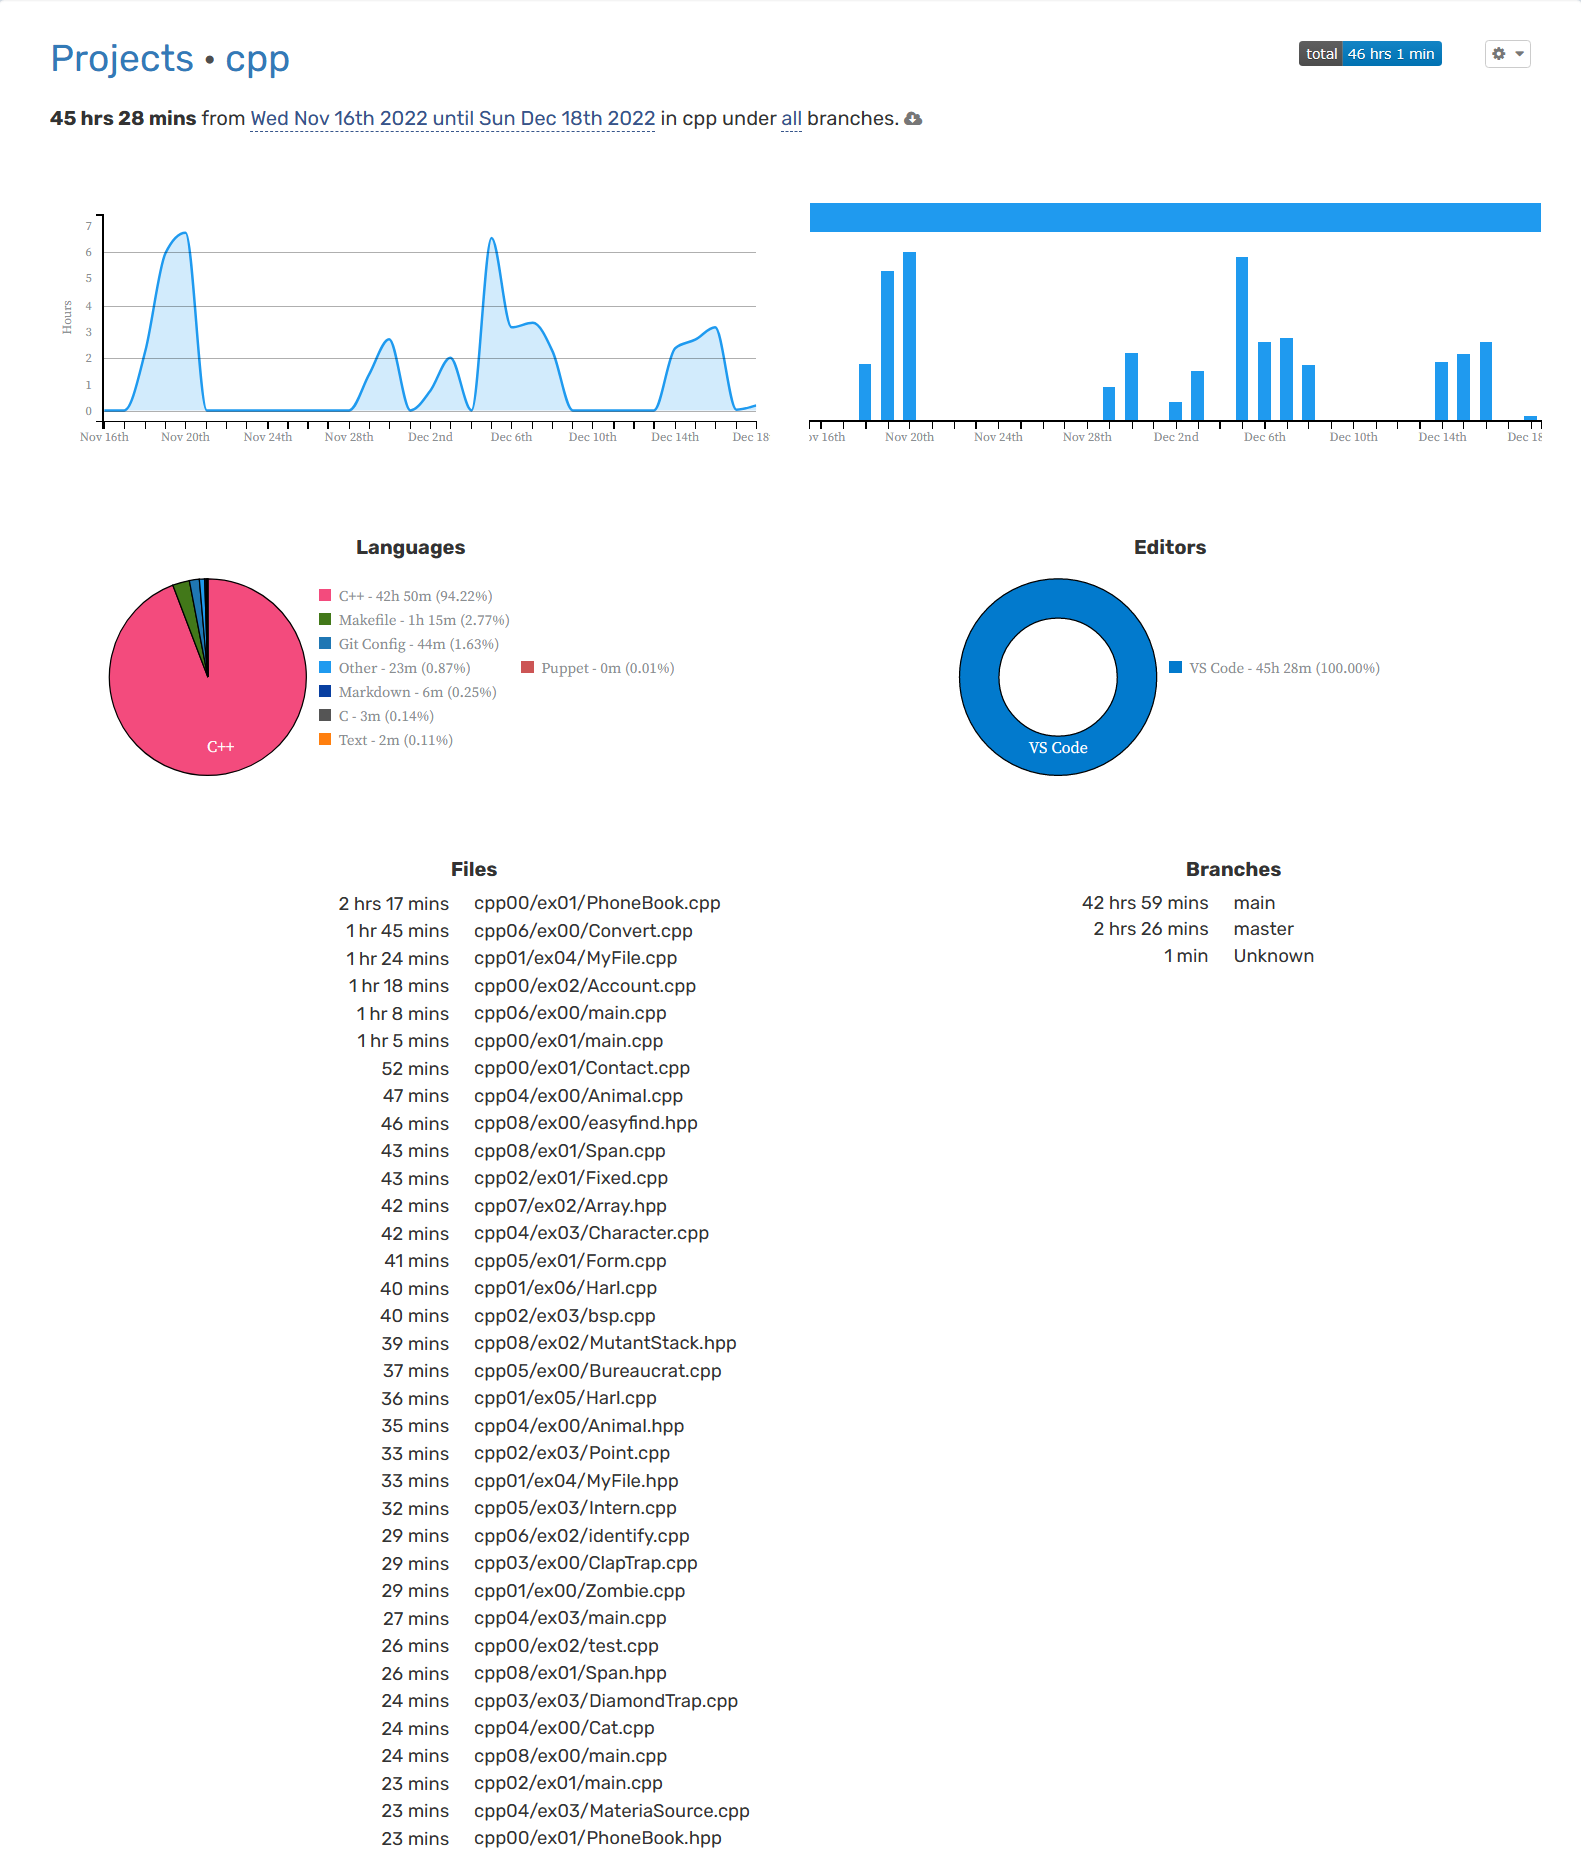 Projects • cpp
total 46 hrs 1 min
45 hrs 28 mins from Wed Nov 16th 2022 until Sun Dec 18th 2022 in cpp under all branches.
Hours
7
6
5
4
3
2
1
0
Nov 16th Nov 20th Nov 24th Nov 28th Dec 2nd Dec 6th Dec 10th Dec 14th Dec 18
ov 16th Nov 20th Nov 24th Nov 28th Dec 2nd Dec 6th Dec 10th Dec 14th Dec 18
Languages
C++
C++ - 42h 50m (94.22%)
Makefile - 1h 15m (2.77%)
Git Config - 44m (1.63%)
Other - 23m (0.87%)
Markdown - 6m (0.25%)
C - 3m (0.14%)
Text - 2m (0.11%)
Puppet - 0m (0.01%)
Editors
VS Code
VS Code - 45h 28m (100.00%)
Files
2 hrs 17 mins cpp00/ex01/PhoneBook.cpp
1 hr 45 mins cpp06/ex00/Convert.cpp
1 hr 24 mins cpp01/ex04/MyFile.cpp
1 hr 18 mins cpp00/ex02/Account.cpp
1 hr 8 mins cpp06/ex00/main.cpp
1 hr 5 mins cpp00/ex01/main.cpp
52 mins cpp00/ex01/Contact.cpp
47 mins cpp04/ex00/Animal.cpp
46 mins cpp08/ex00/easyfind.hpp
43 mins cpp08/ex01/Span.cpp
43 mins cpp02/ex01/Fixed.cpp
42 mins cpp07/ex02/Array.hpp
42 mins cpp04/ex03/Character.cpp
41 mins cpp05/ex01/Form.cpp
40 mins cpp01/ex06/Harl.cpp
40 mins cpp02/ex03/bsp.cpp
39 mins cpp08/ex02/MutantStack.hpp
37 mins cpp05/ex00/Bureaucrat.cpp
36 mins cpp01/ex05/Harl.cpp
35 mins cpp04/ex00/Animal.hpp
33 mins cpp02/ex03/Point.cpp
33 mins cpp01/ex04/MyFile.hpp
32 mins cpp05/ex03/Intern.cpp
29 mins cpp06/ex02/identify.cpp
29 mins cpp03/ex00/ClapTrap.cpp
29 mins cpp01/ex00/Zombie.cpp
27 mins cpp04/ex03/main.cpp
26 mins cpp00/ex02/test.cpp
26 mins cpp08/ex01/Span.hpp
24 mins cpp03/ex03/DiamondTrap.cpp
24 mins cpp04/ex00/Cat.cpp
24 mins cpp08/ex00/main.cpp
23 mins cpp02/ex01/main.cpp
23 mins cpp04/ex03/MateriaSource.cpp
23 mins cpp00/ex01/PhoneBook.hpp
Branches
42 hrs 59 mins main
2 hrs 26 mins master
1 min Unknown